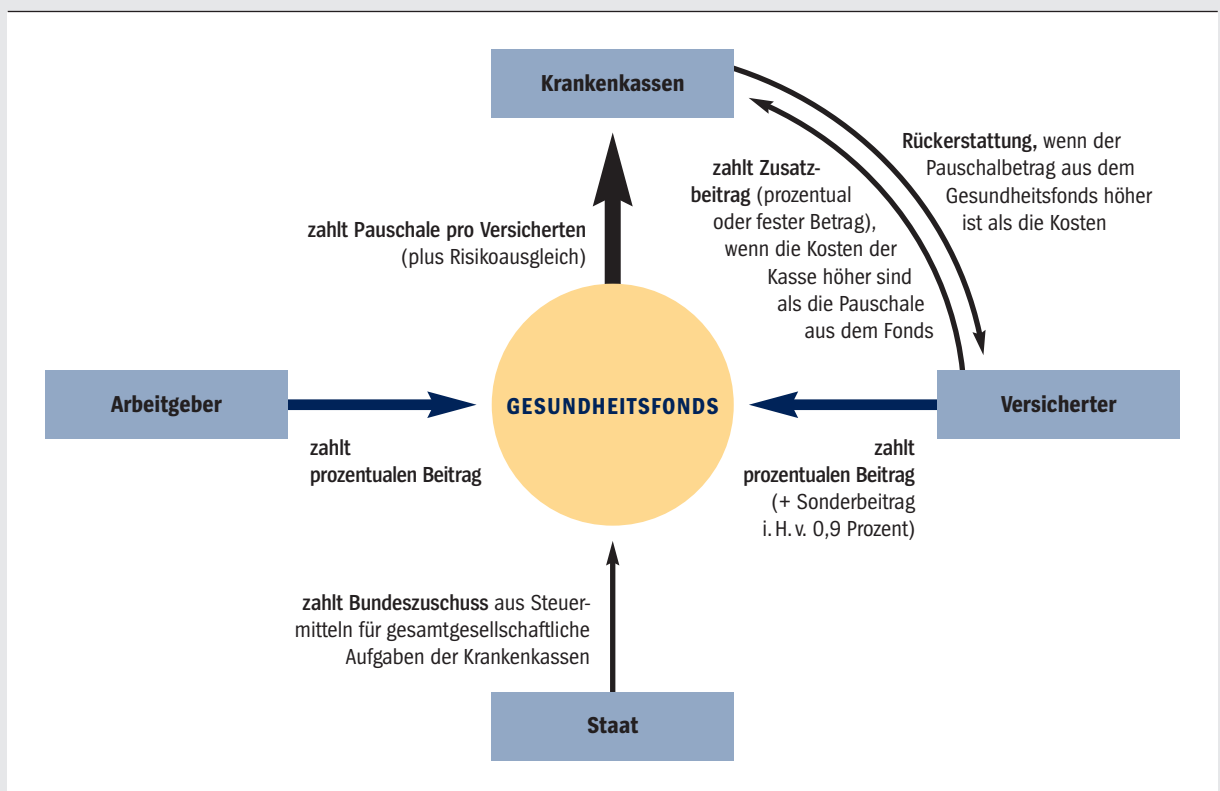 Krankenkassen
Rückerstattung, wenn der
Pauschalbetrag aus dem
Gesundheitsfonds höher
ist als die Kosten
zahlt Zusatz-
beitrag (prozentual
oder fester Betrag),
wenn die Kosten der
Kasse höher sind
als die Pauschale
aus dem Fonds
zahlt Pauschale pro Versicherten
(plus Risikoausgleich)
Arbeitgeber
GESUNDHEITSFONDS
Versicherter
zahlt
prozentualen Beitrag
zahlt
prozentualen Beitrag
(+ Sonderbeitrag
i. H. v. 0,9 Prozent)
zahlt Bundeszuschuss aus Steuer-
mitteln für gesamtgesellschaftliche
Aufgaben der Krankenkassen
Staat